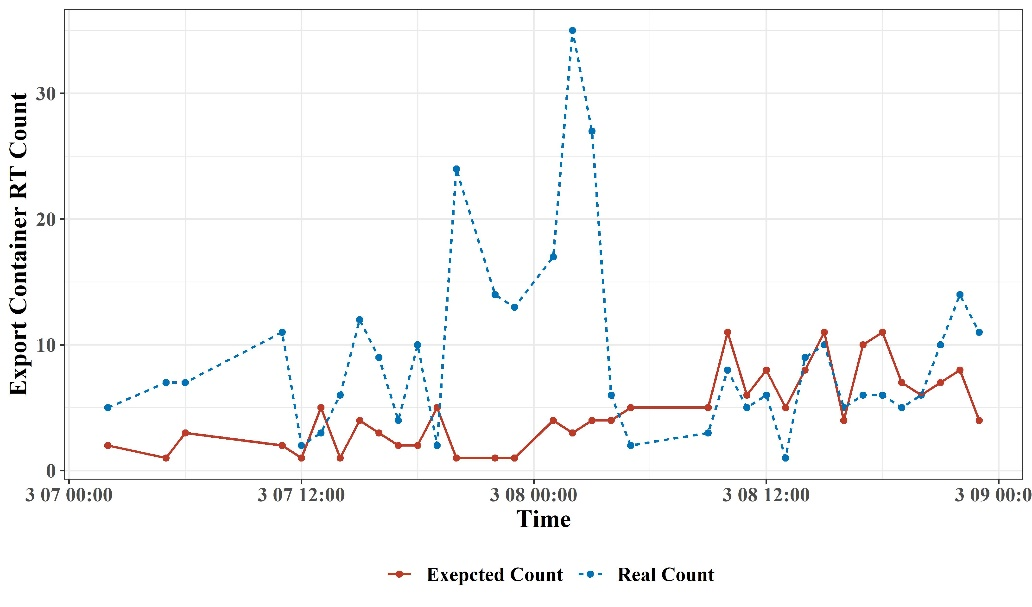 Export Container RT Count
30
20
10
0
3 07 00:00
3 07 12:00
3 08 00:00
3 08 12:00
3 09 00:0
Time
Exepcted Count
Real Count